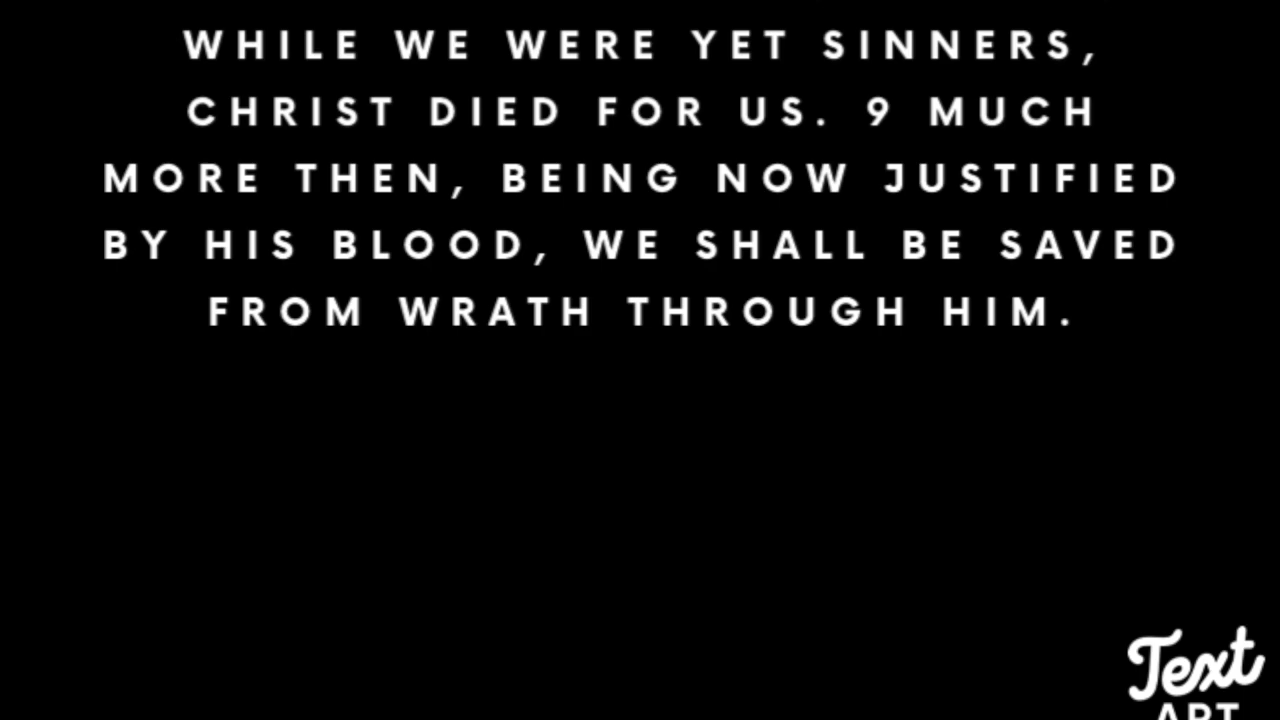 WHILE WE WERE YET SINNERS,
CHRIST DIED FOR US. 9 MUCH
MORE THEN, BEING NOW JUSTIFIED
BY HIS BLOOD, WE SHALL BE SAVED
FROM WRATH THROUGH HIM.
Text
ART